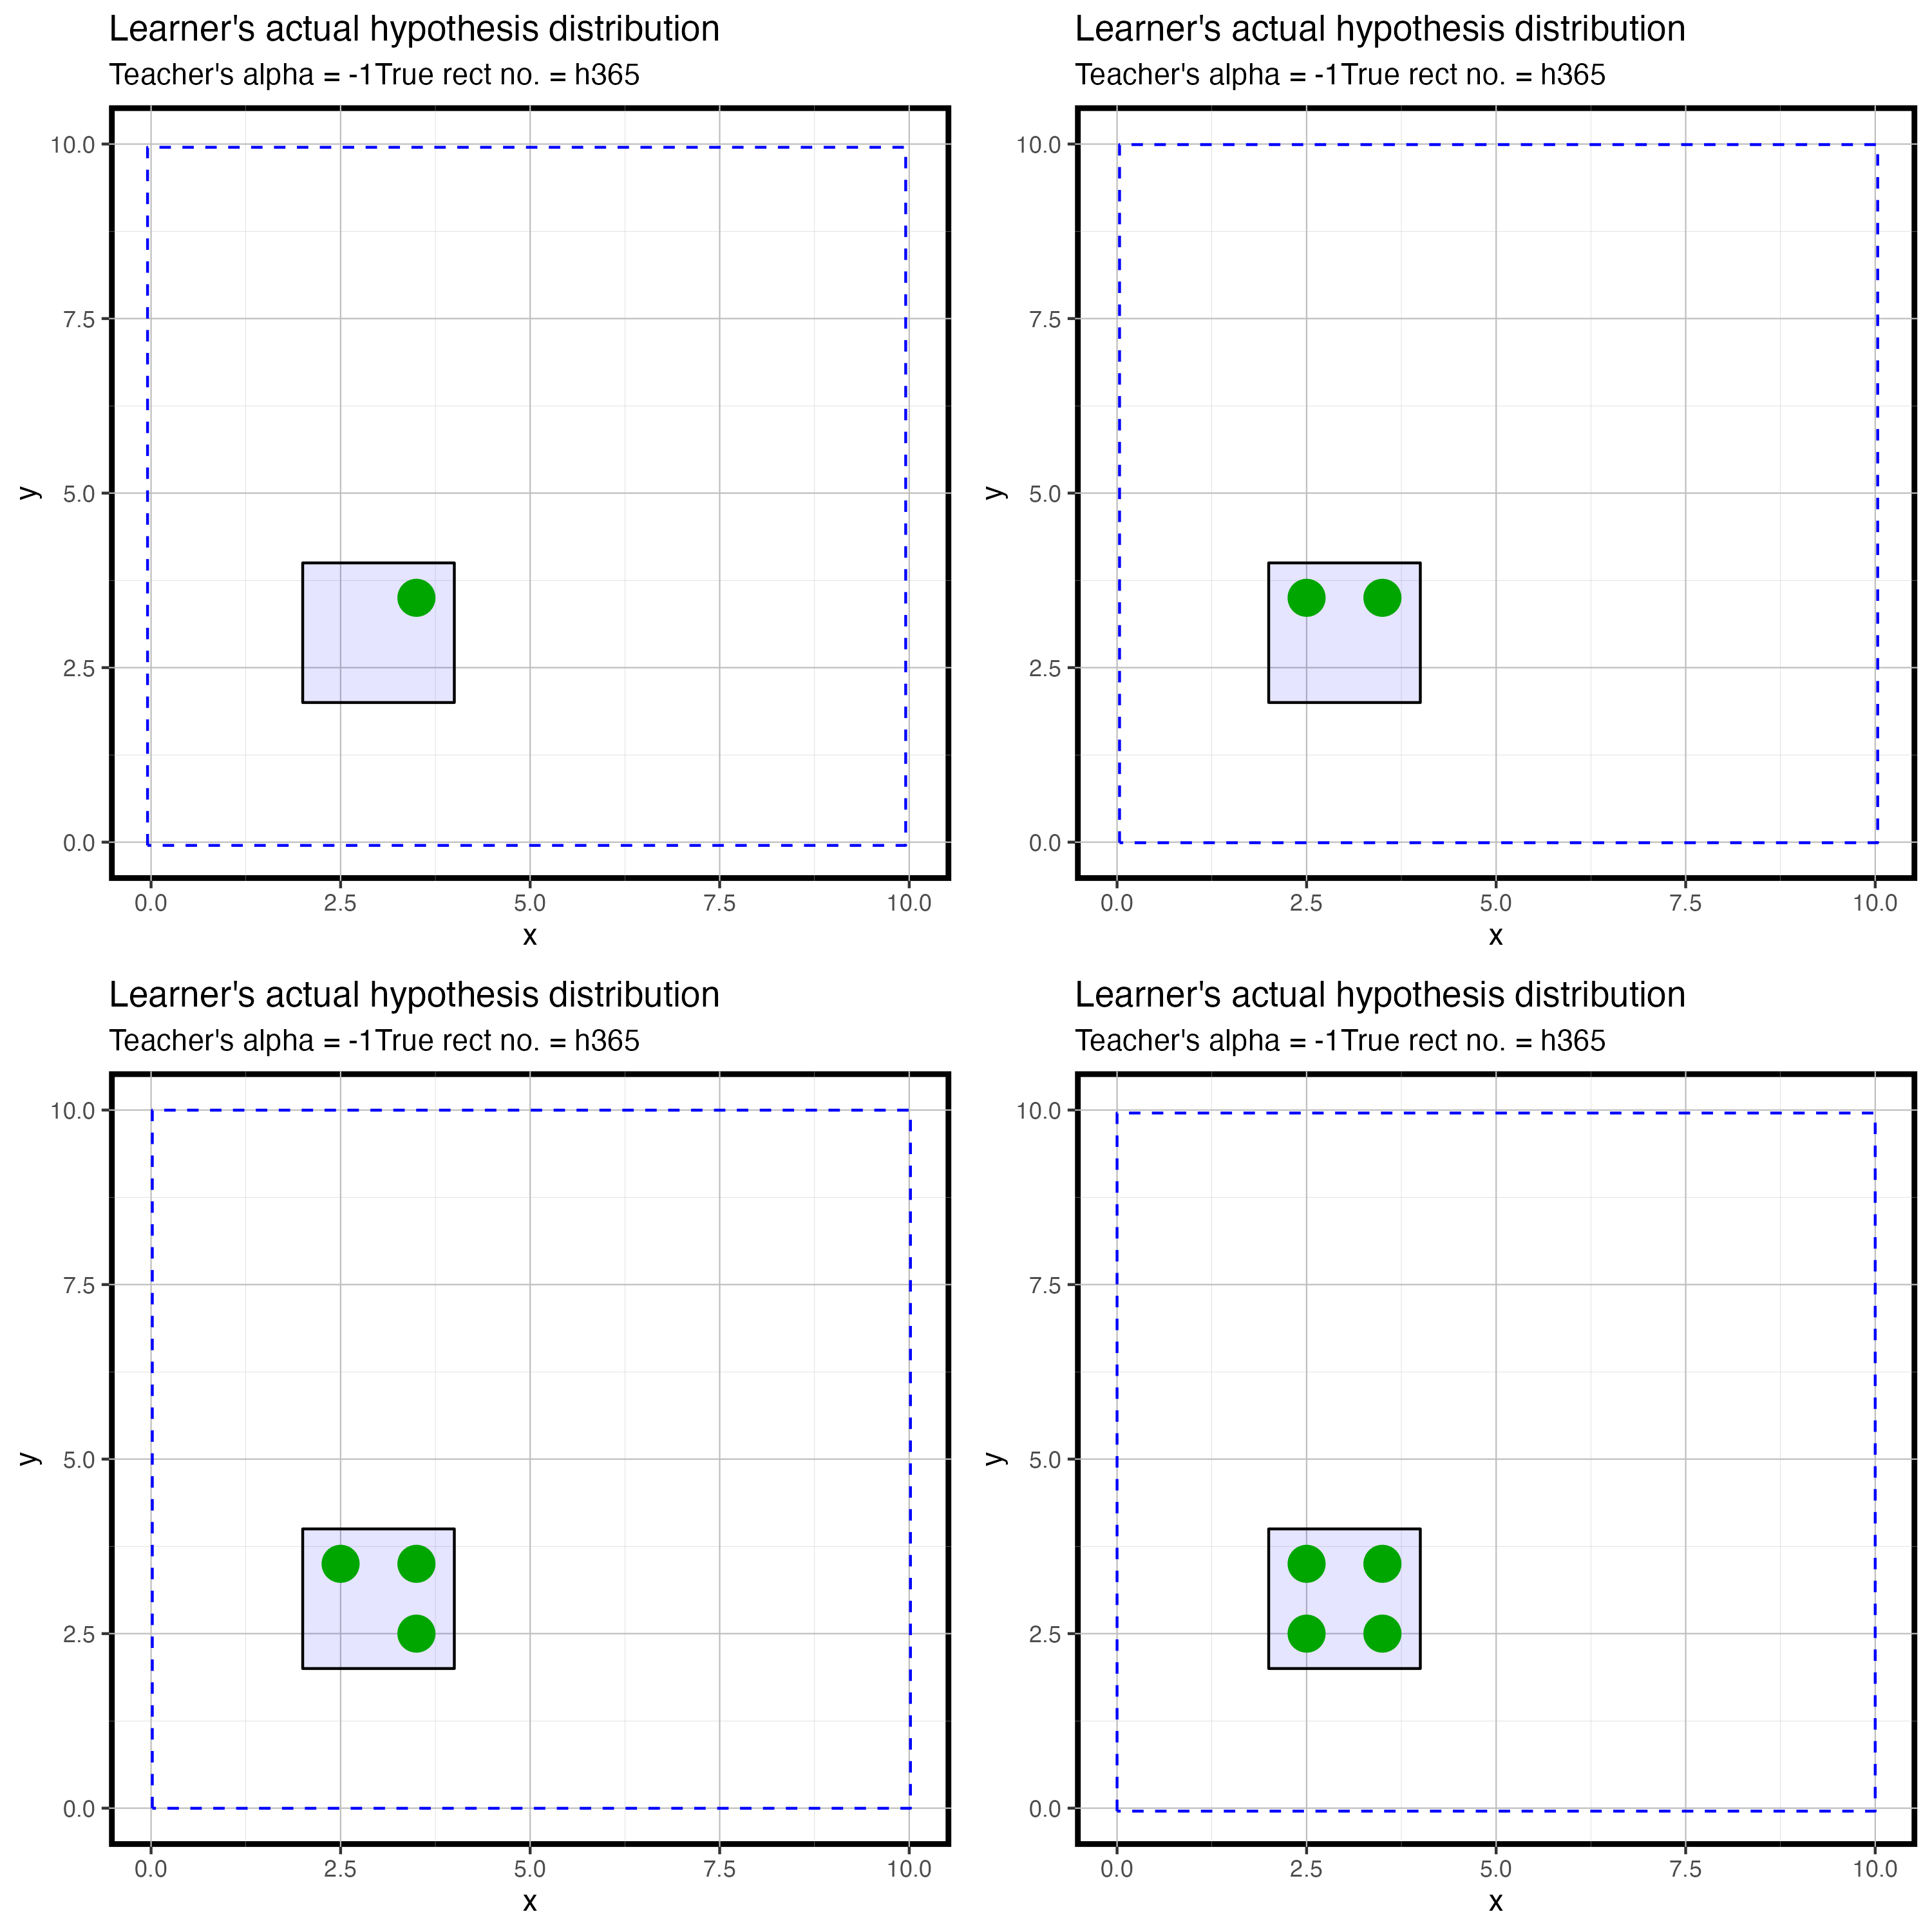 Learner's actual hypothesis distribution
Teacher's alpha = -1True rect no. = h365
10.0
7.5
5.0
2.5
0.0
y
0.0 2.5 5.0 7.5 10.0
x
Learner's actual hypothesis distribution
Teacher's alpha = -1True rect no. = h365
10.0
7.5
5.0
2.5
0.0
y
0.0 2.5 5.0 7.5 10.0
x
Learner's actual hypothesis distribution
Teacher's alpha = -1True rect no. = h365
10.0
7.5
5.0
2.5
0.0
y
0.0 2.5 5.0 7.5 10.0
x
Learner's actual hypothesis distribution
Teacher's alpha = -1True rect no. = h365
10.0
7.5
5.0
2.5
0.0
y
0.0 2.5 5.0 7.5 10.0
x